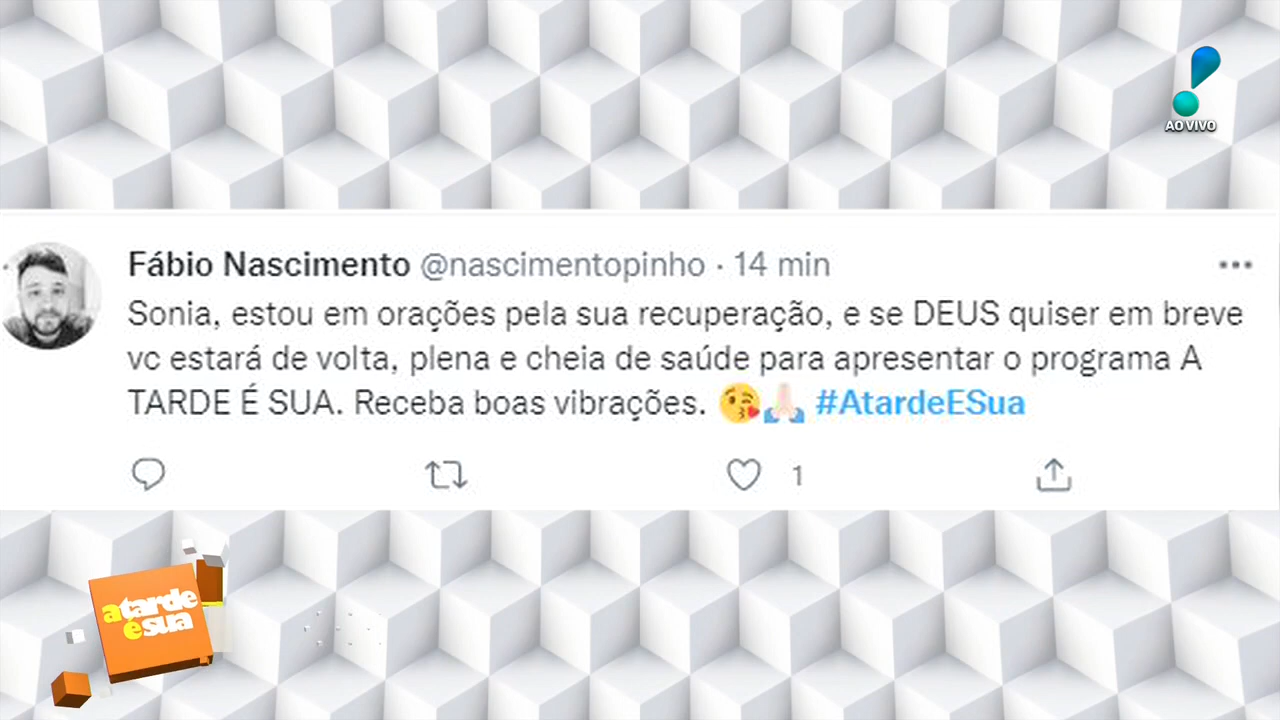 AO VIVO
Fábio Nascimento @nascimentopinho · 14 min
Sonia, estou em orações pela sua recuperação, e se DEUS quiser em breve
vc estará de volta, plena e cheia de saúde para apresentar o programa A
TARDE É SUA. Receba boas vibrações. 😘🙏🏻 #AtardeESua
1
a tarde
é sua